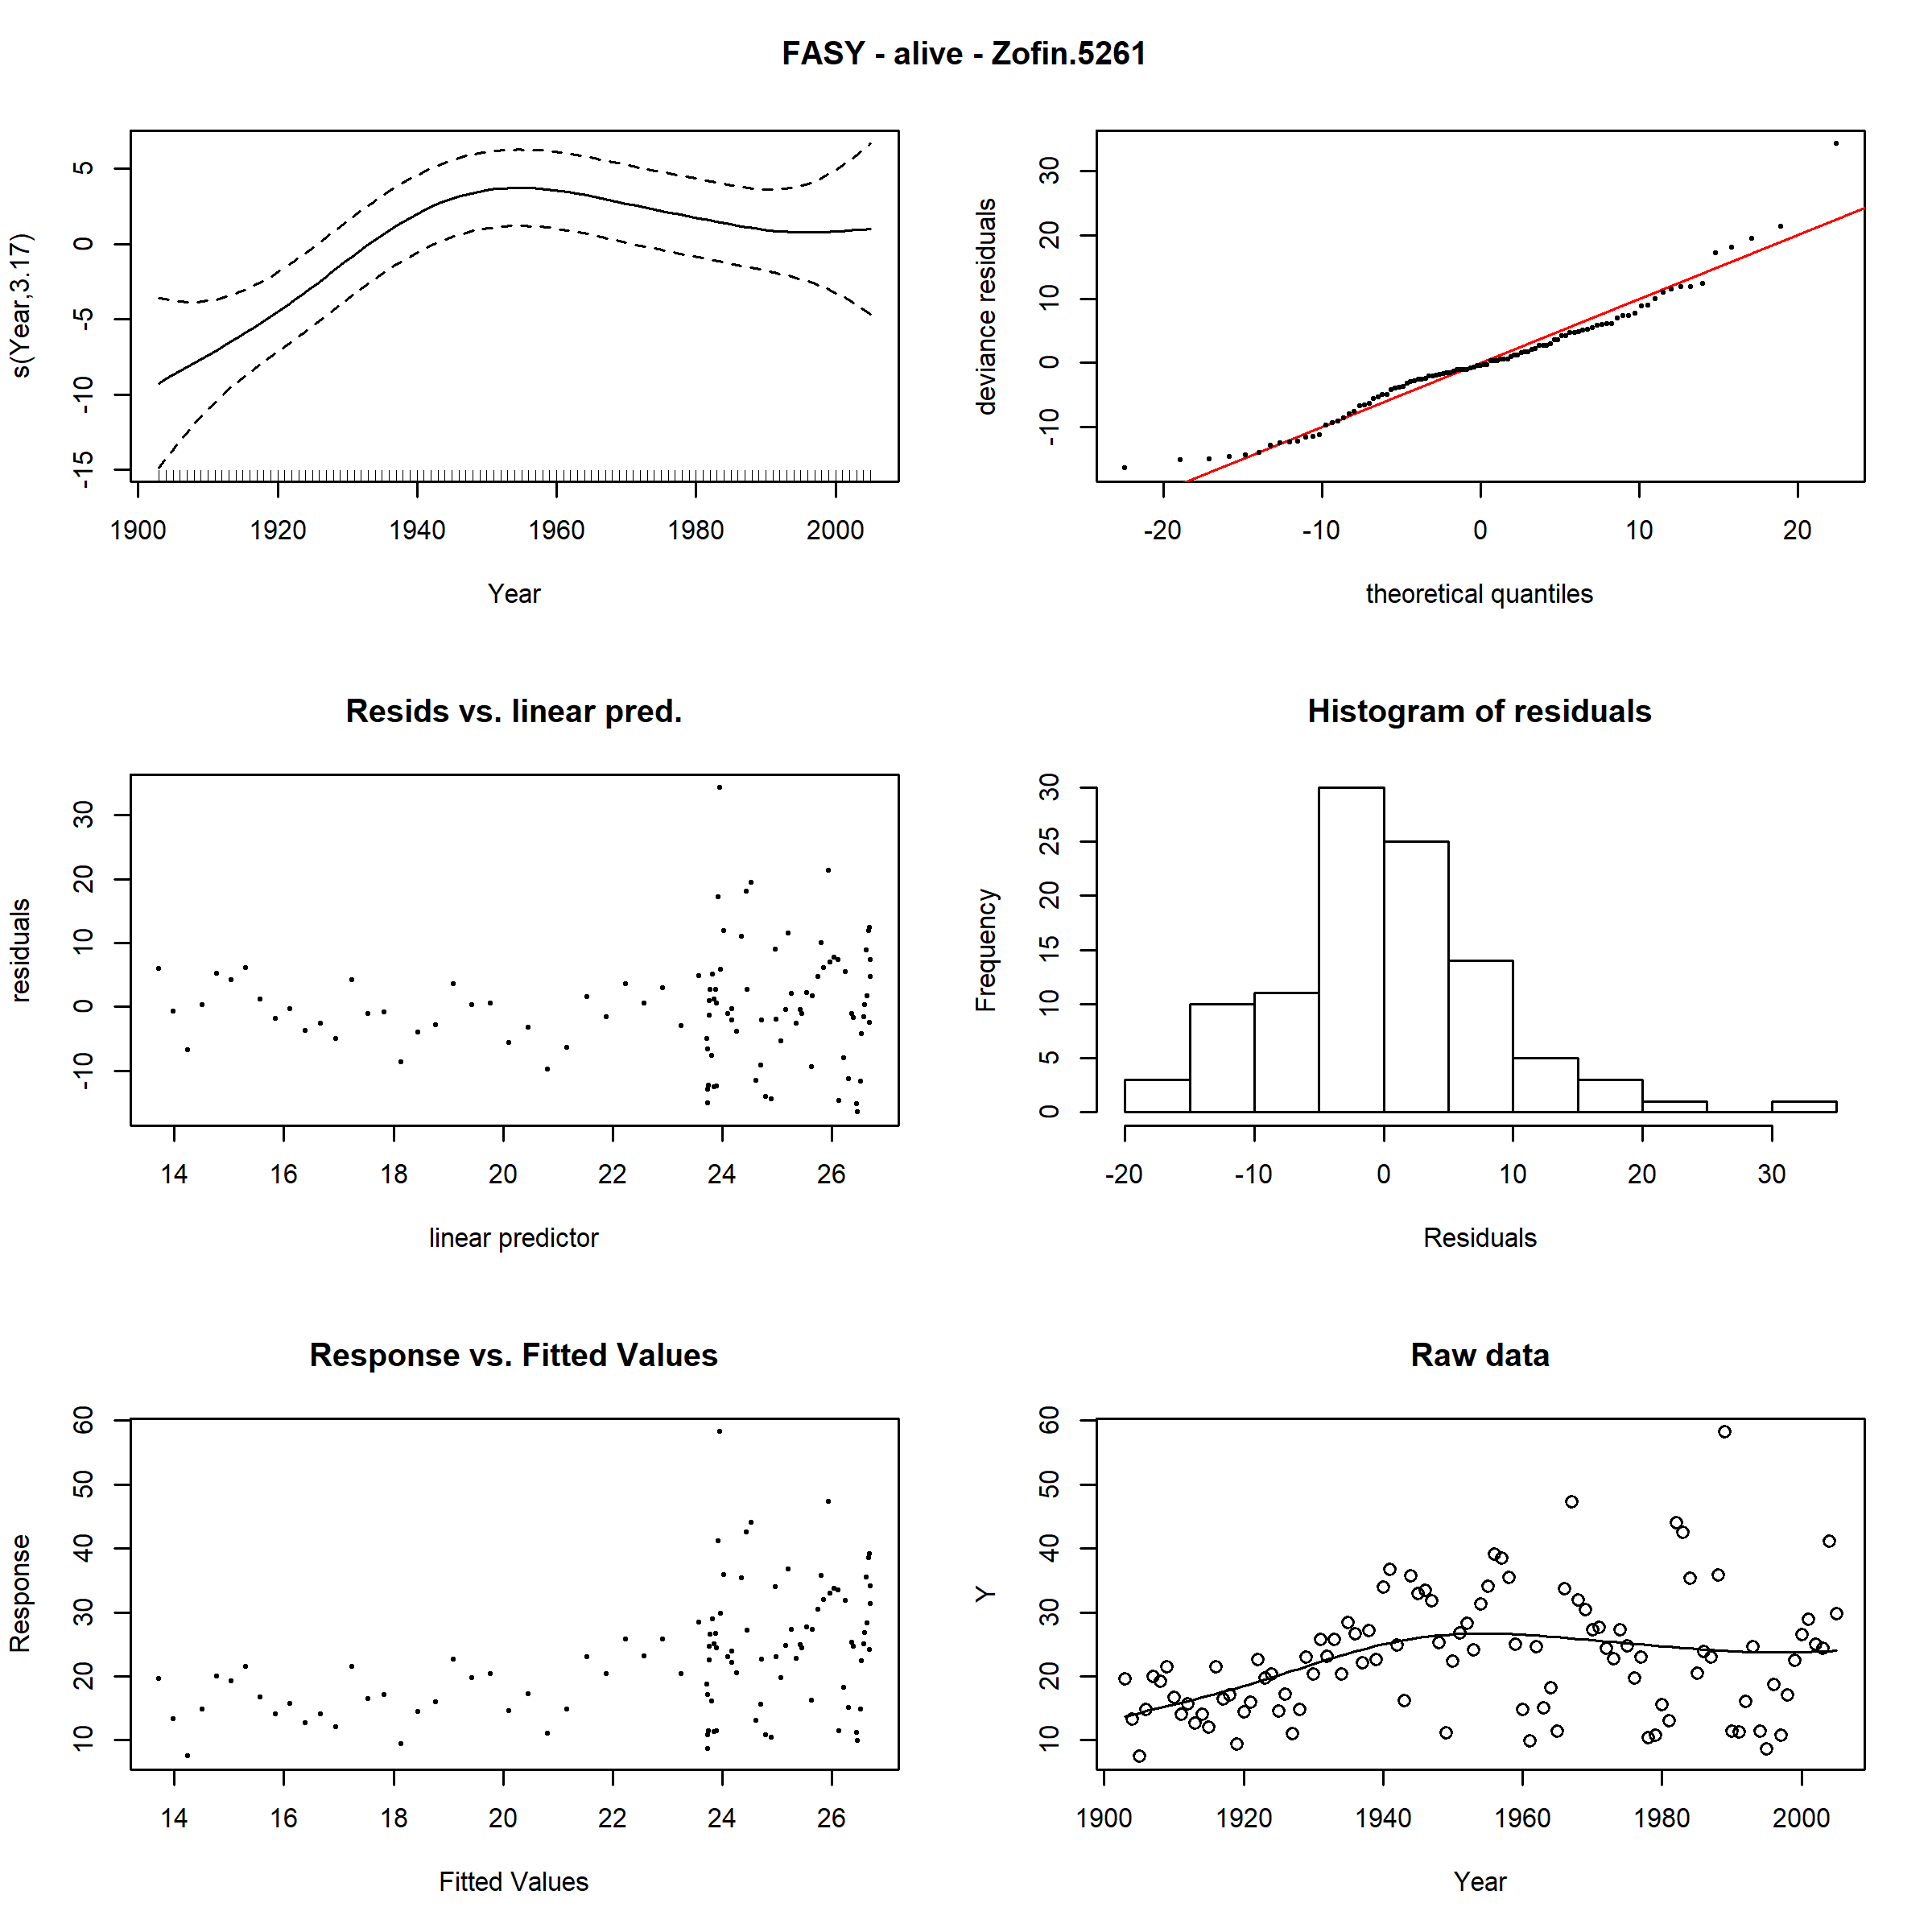 FASY - alive - Zofin.5261
s(Year,3.17)
5
0
-5
-10
-15
1900 1920 1940 1960 1980 2000
Year
deviance residuals
30
20
10
0
-10
-20 -10 0 10 20
theoretical quantiles
Resids vs. linear pred.
residuals
30
20
10
0
-10
14 16 18 20 22 24 26
linear predictor
Histogram of residuals
Frequency
30
25
20
15
10
5
0
-20 -10 0 10 20 30
Residuals
Response vs. Fitted Values
Response
60
50
40
30
20
10
14 16 18 20 22 24 26
Fitted Values
Raw data
Y
60
50
40
30
20
10
1900 1920 1940 1960 1980 2000
Year